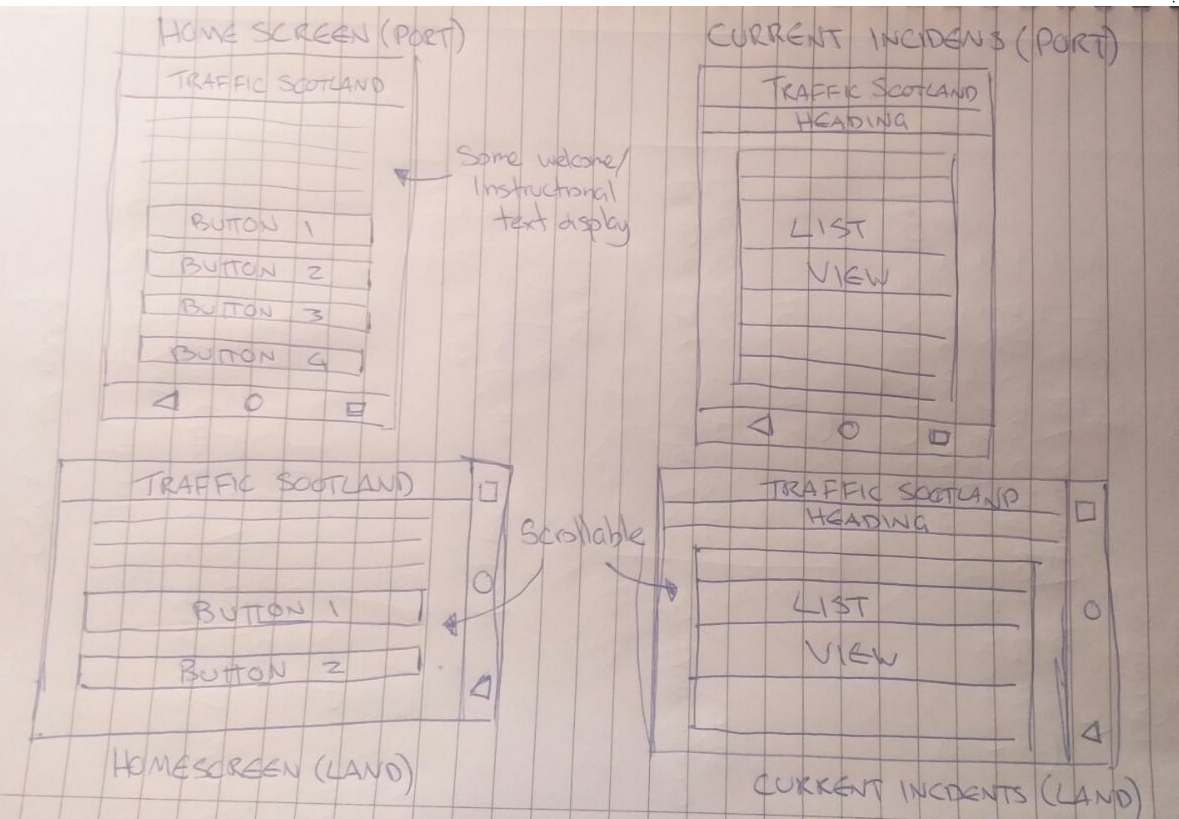 HOME SCREEN (PORT)
TRAFFIC SCOTLAND
Some welcome/
Instructional
text display
BUTTON 1
BUTTON 2
BUTTON 3
BUTTON 4
CURRENT INCIDENS (PORT)
TRAFFIC SCOTLAND
HEADING
LIST
VIEW
TRAFFIC SCOTLAND
BUTTON 1
BUTTON 2
HOMESCREEN (LAND)
Scrollable
TRAFFIC SCOTLAND
HEADING
LIST
VIEW
CURRENT INCIDENTS (LAND)